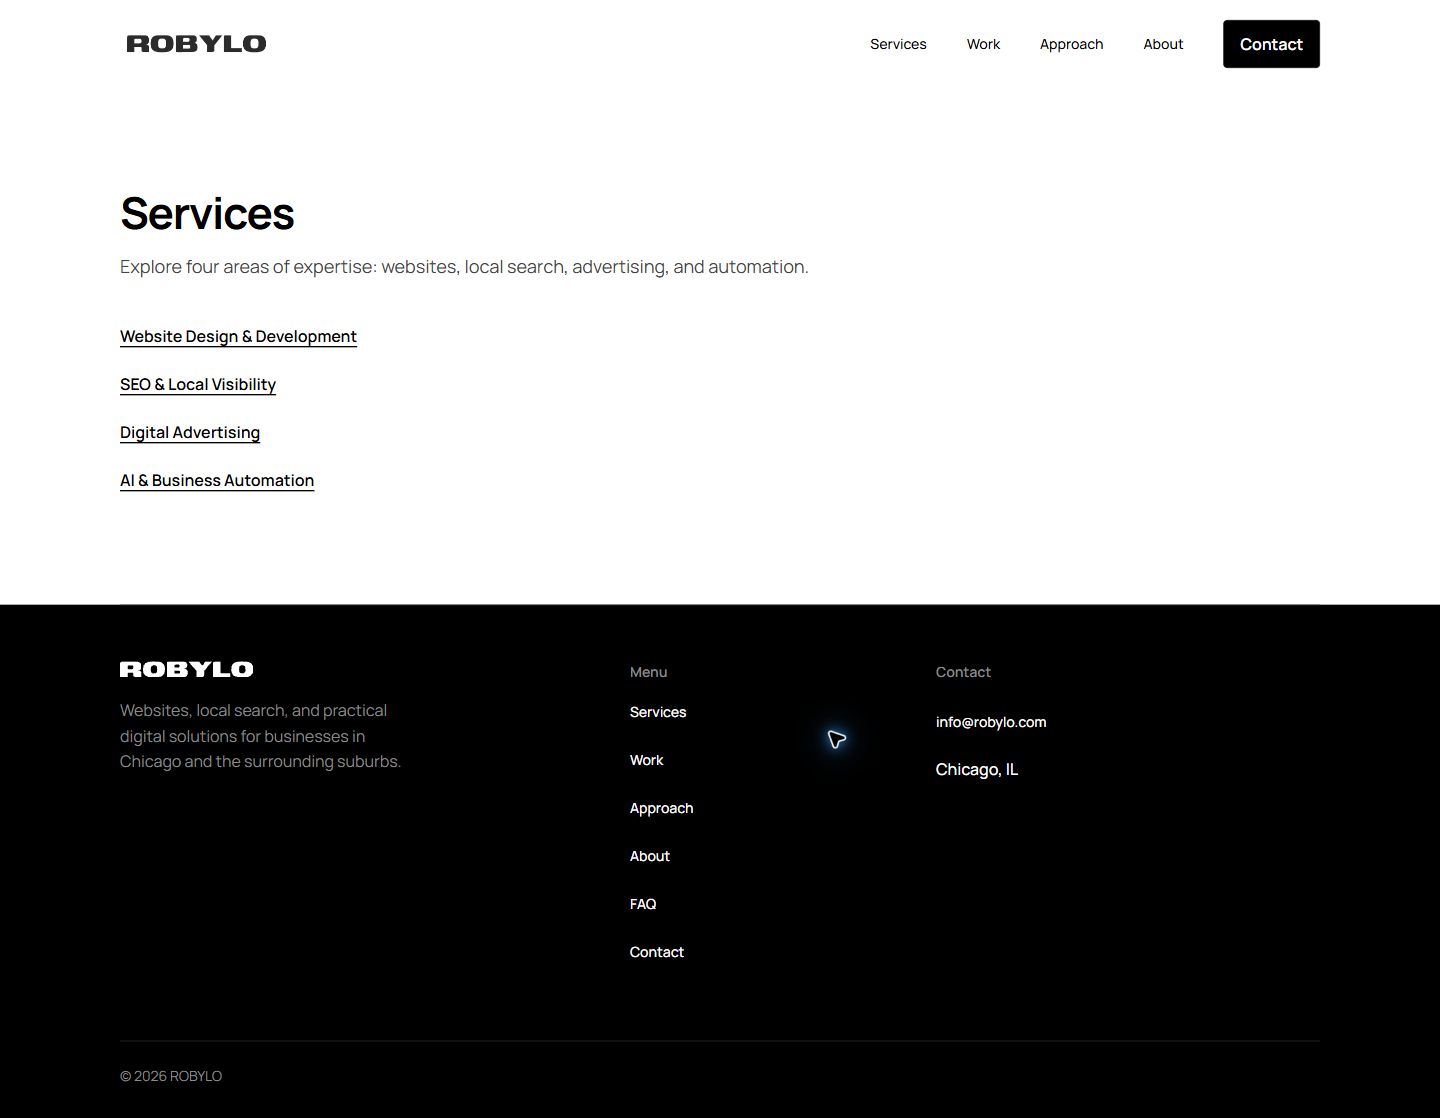 ROBYLO
Services
Work
Approach
About
Contact
Services
Explore four areas of expertise: websites, local search, advertising, and automation.
Website Design & Development
SEO & Local Visibility
Digital Advertising
AI & Business Automation
ROBYLO
Websites, local search, and practical
digital solutions for businesses in
Chicago and the surrounding suburbs.
Menu
Services
Work
Approach
About
FAQ
Contact
Contact
info@robylo.com
Chicago, IL
© 2026 ROBYLO